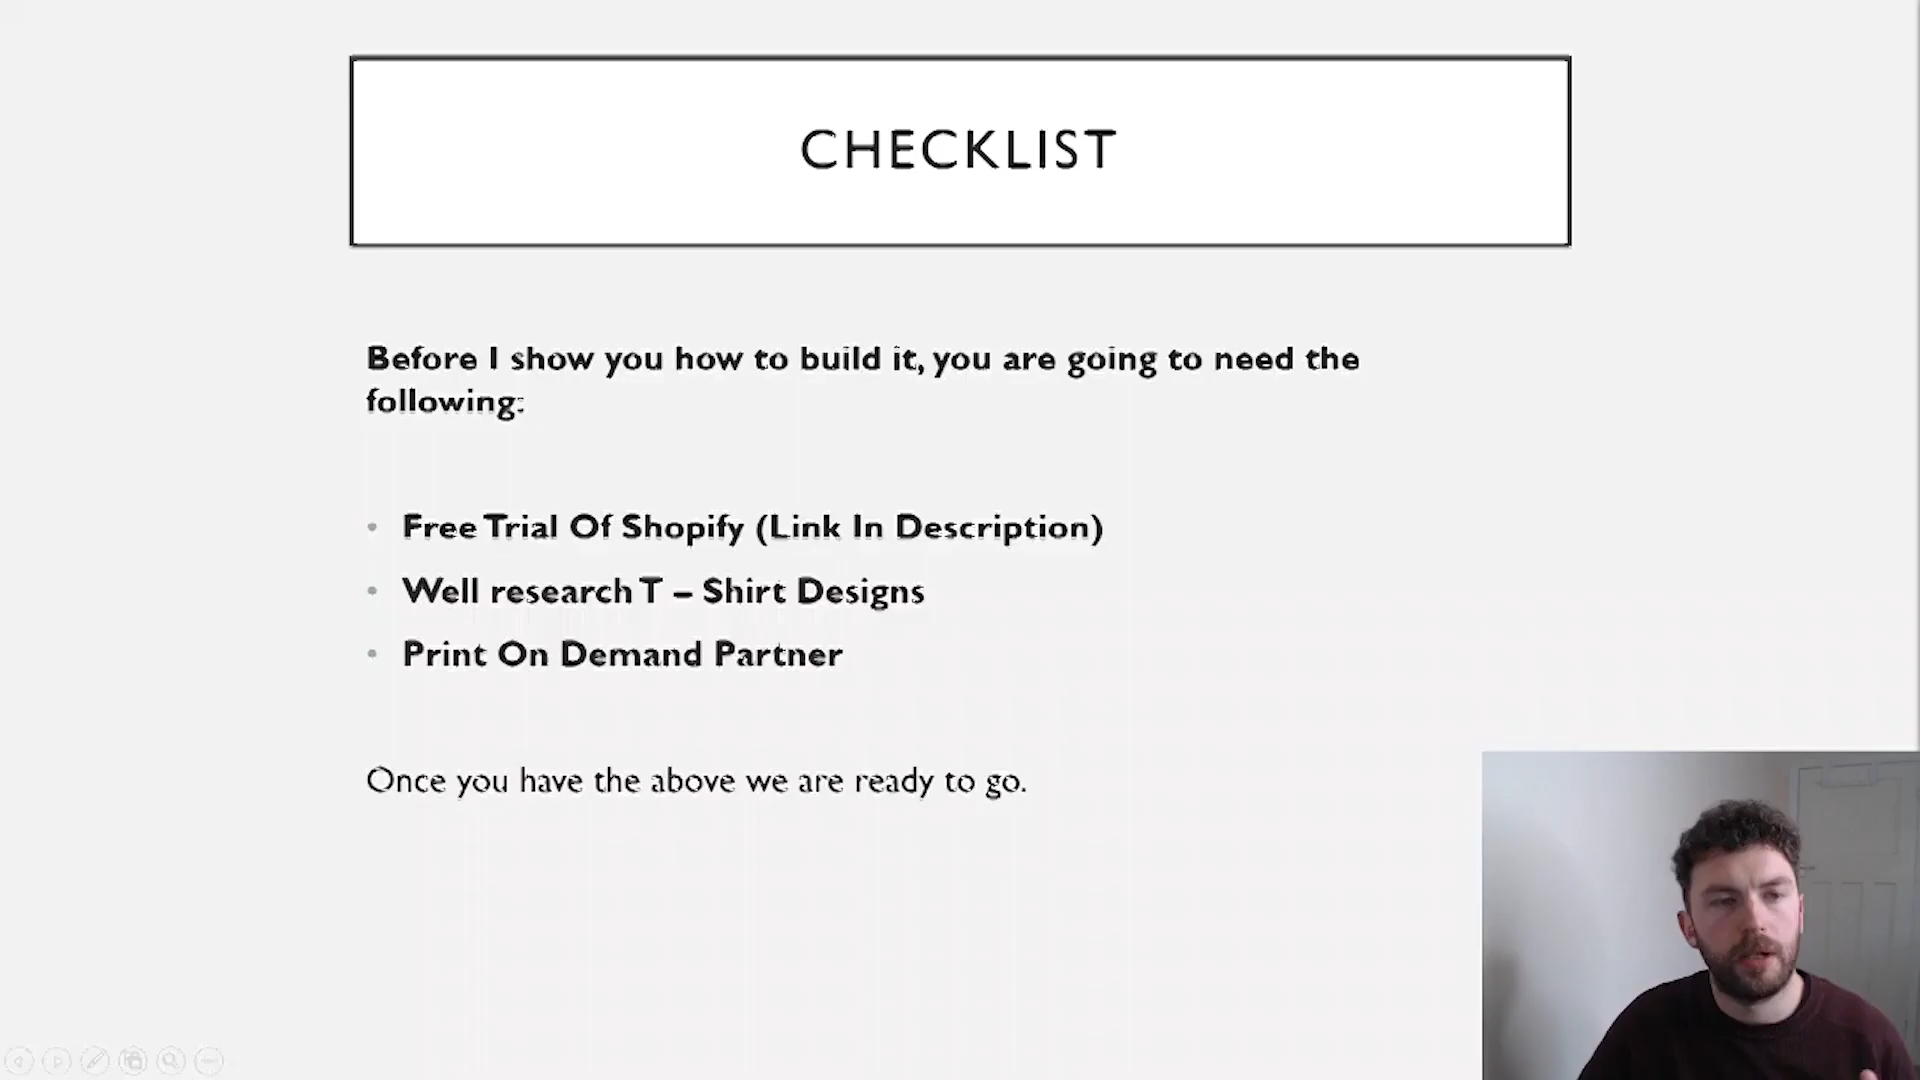 CHECKLIST
Before I show you how to build it, you are going to need the
following:
• Free Trial Of Shopify (Link In Description)
• Well research T – Shirt Designs
• Print On Demand Partner
Once you have the above we are ready to go.